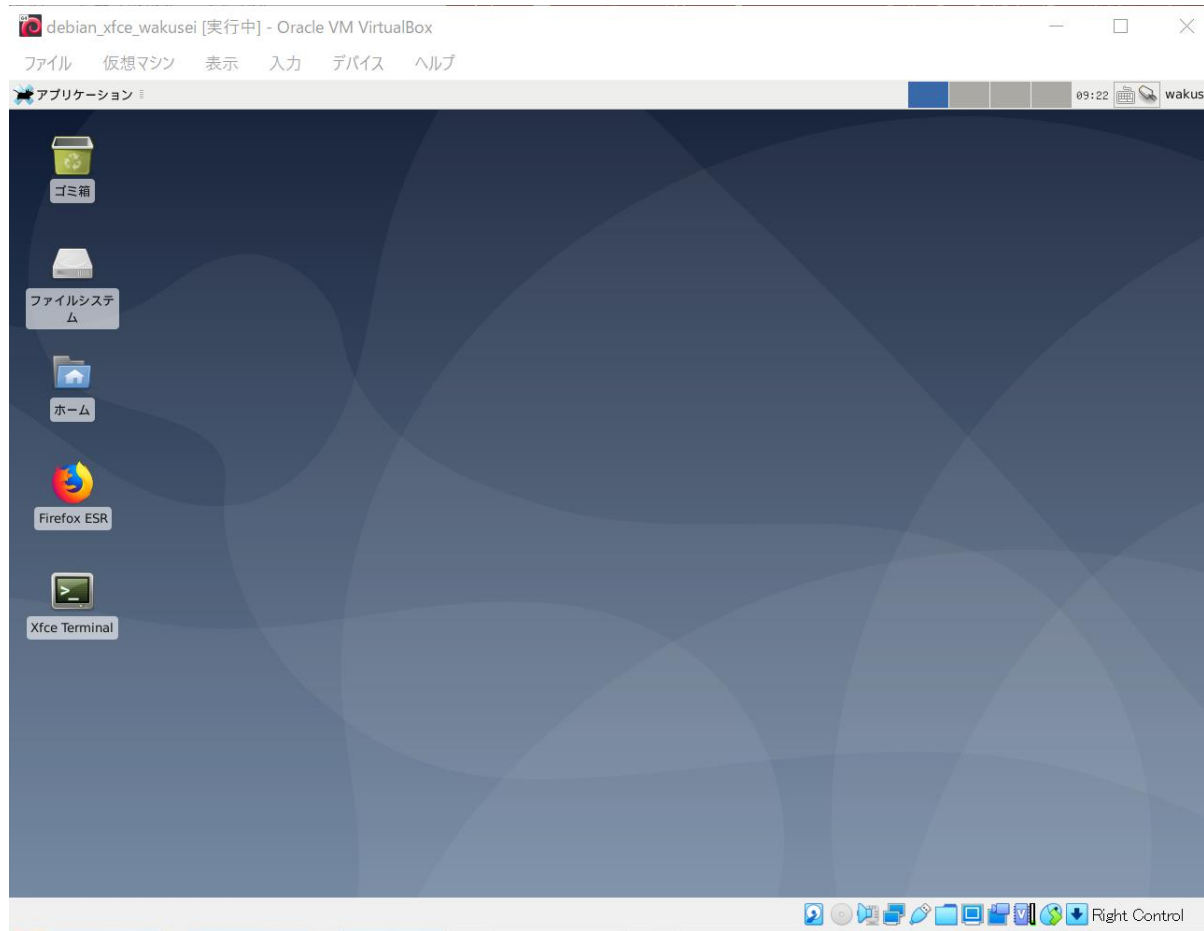 debian_xfce_wakusei [実行中] - Oracle VM VirtualBox
ファイル 仮想マシン 表示 入力 デバイス ヘルプ
アプリケーション 09:22 wakus
ゴミ箱
ファイルシステ
ム
ホーム
Firefox ESR
Xfce Terminal
Right Control